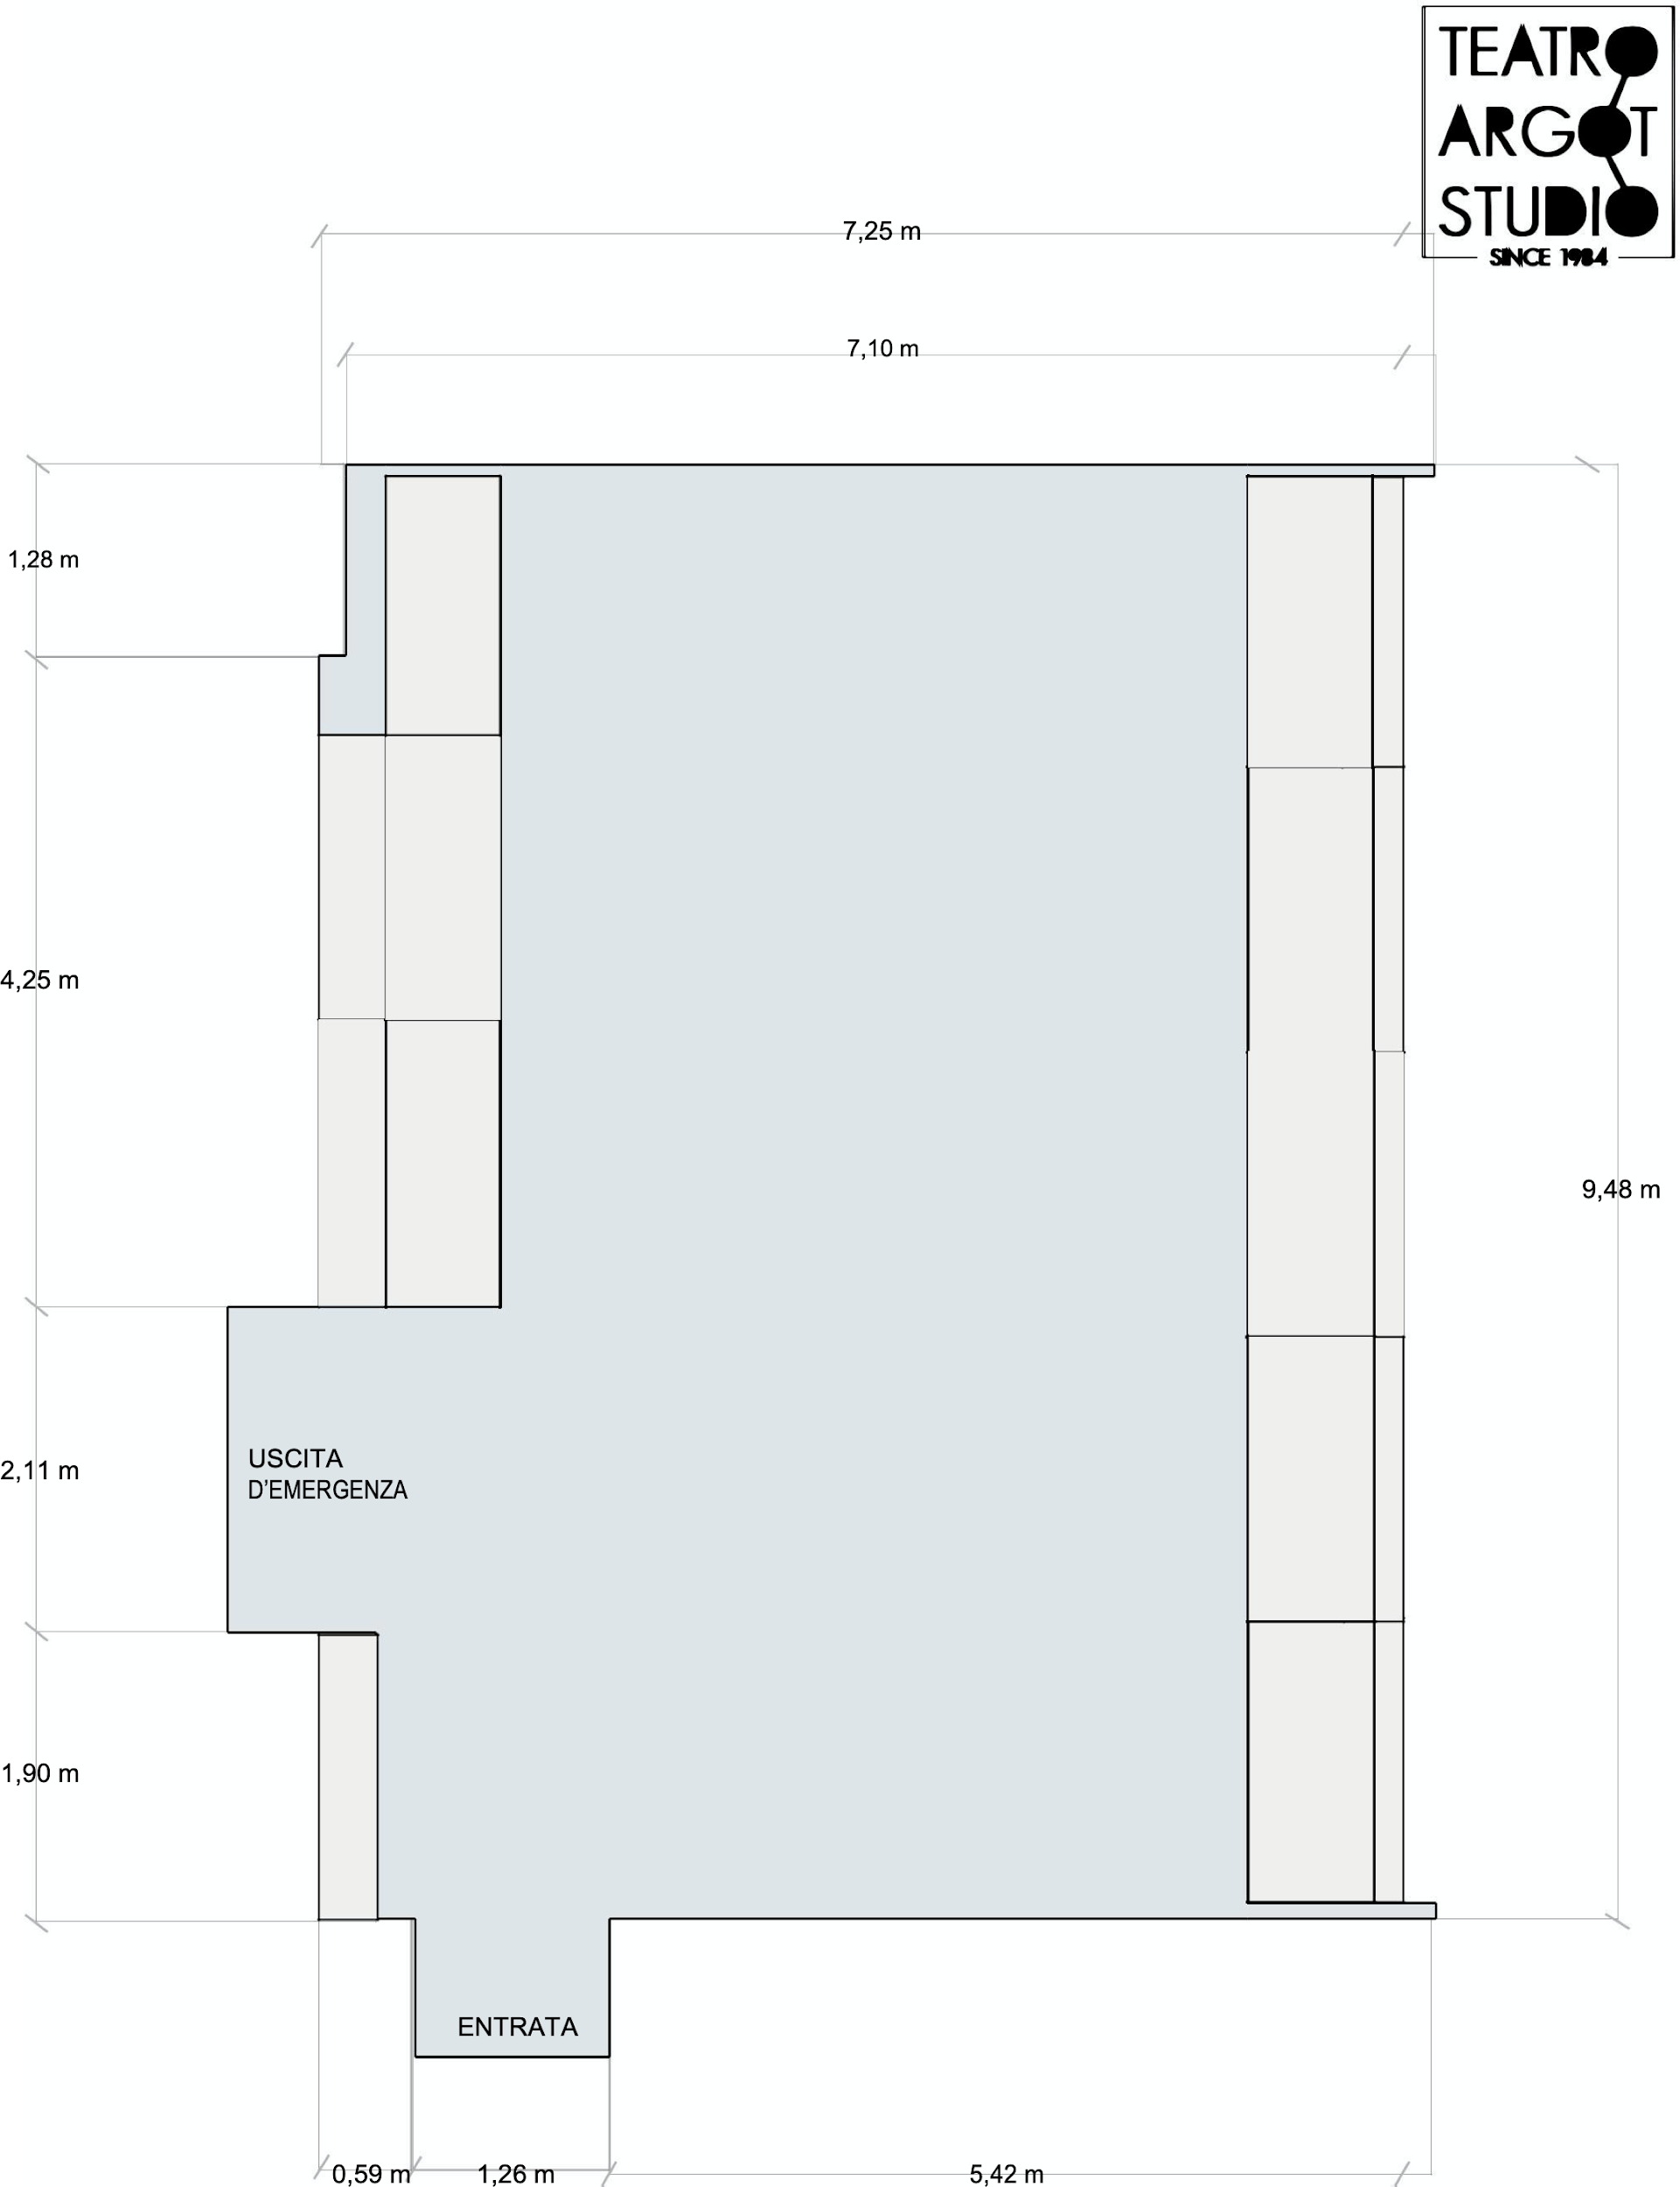 TEATRO
ARGOT
STUDIO
SINCE 1984
7,25 m
7,10 m
1,28 m
4,25 m
9,48 m
USCITA
D'EMERGENZA
2,11 m
1,90 m
ENTRATA
0,59 m
1,26 m
5,42 m